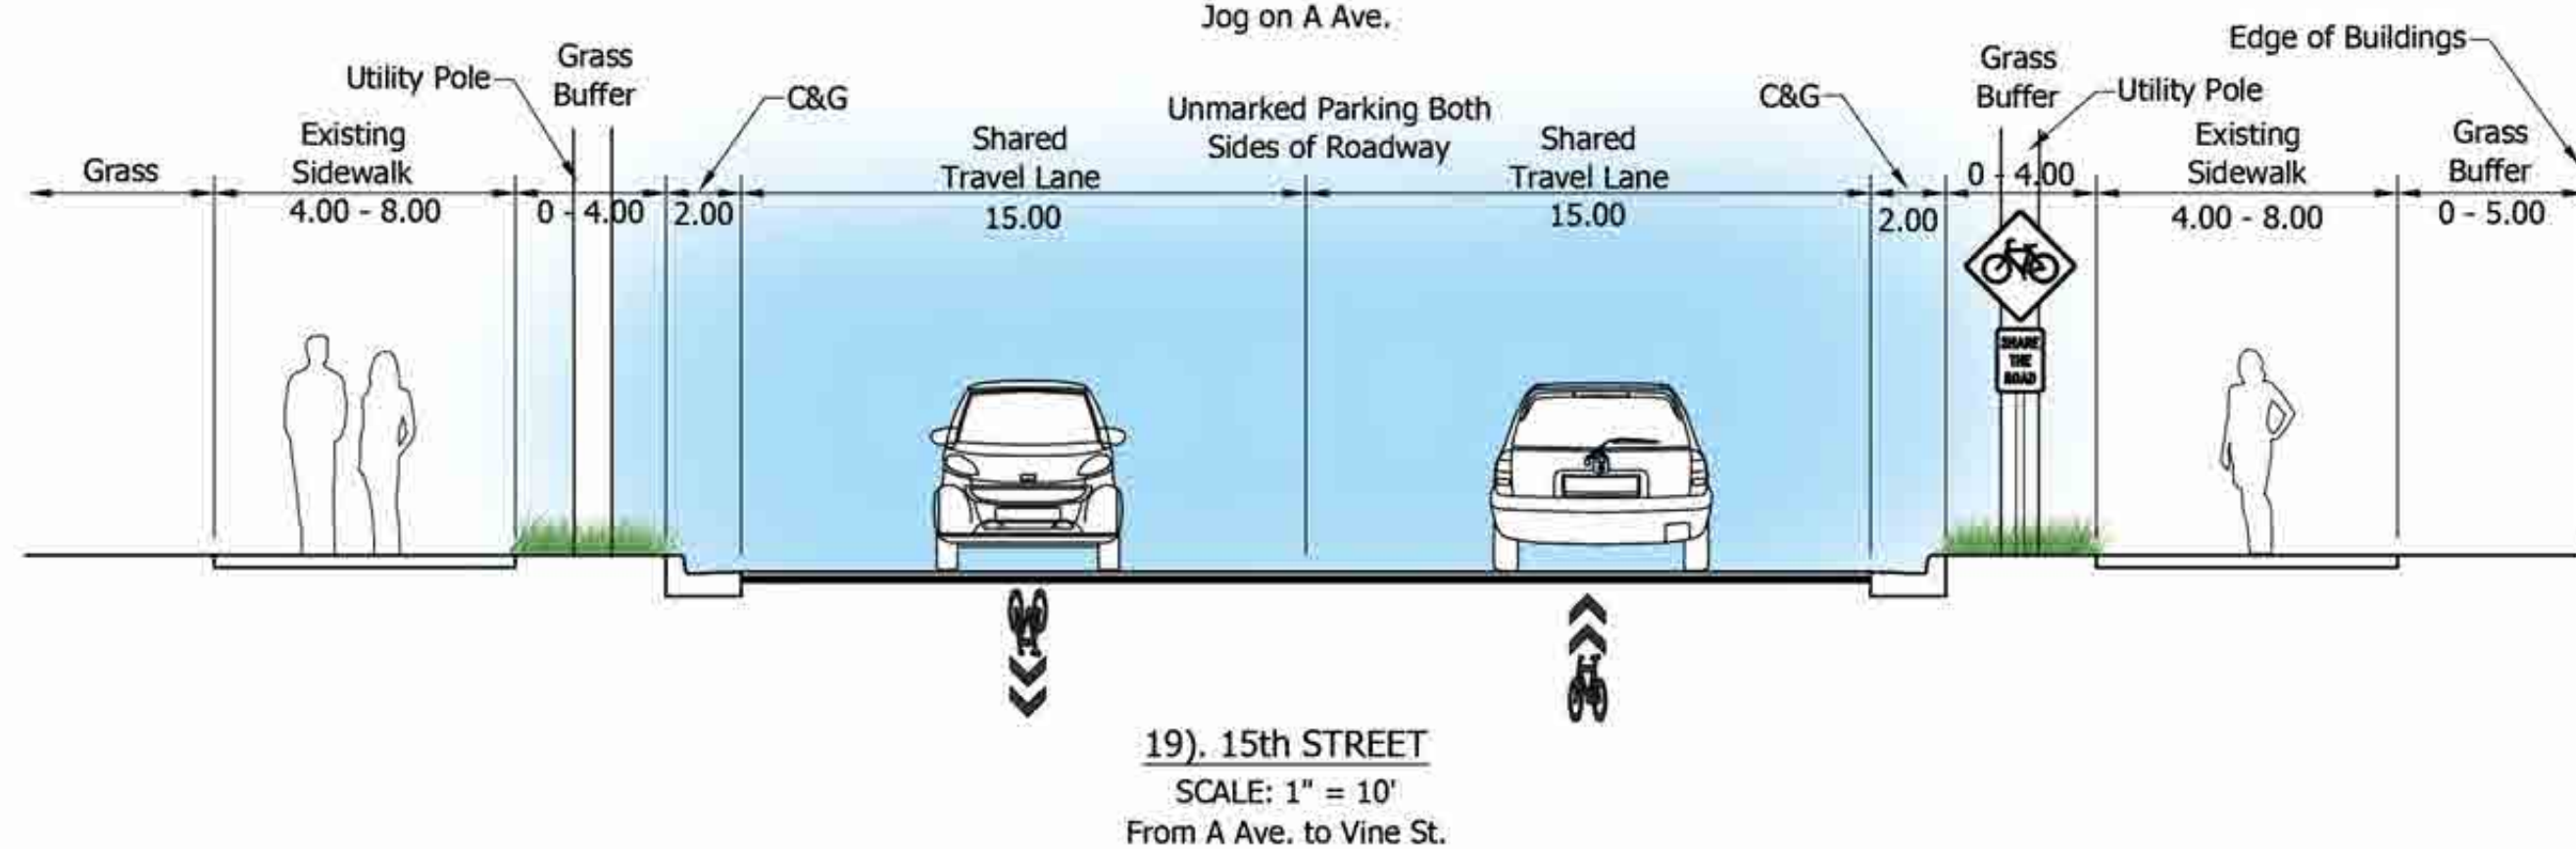 Jog on A Ave.
Utility Pole
Grass
Buffer
C&G
Unmarked Parking Both
Sides of Roadway
C&G
Grass
Buffer
Utility Pole
Edge of Buildings
Grass
Existing
Sidewalk
4.00 - 8.00
0 - 4.00
2.00
Shared
Travel Lane
15.00
Shared
Travel Lane
15.00
2.00
0 - 4.00
Existing
Sidewalk
4.00 - 8.00
Grass
Buffer
0 - 5.00
SHARE
THE
ROAD
19). 15th STREET
SCALE: 1" = 10'
From A Ave. to Vine St.